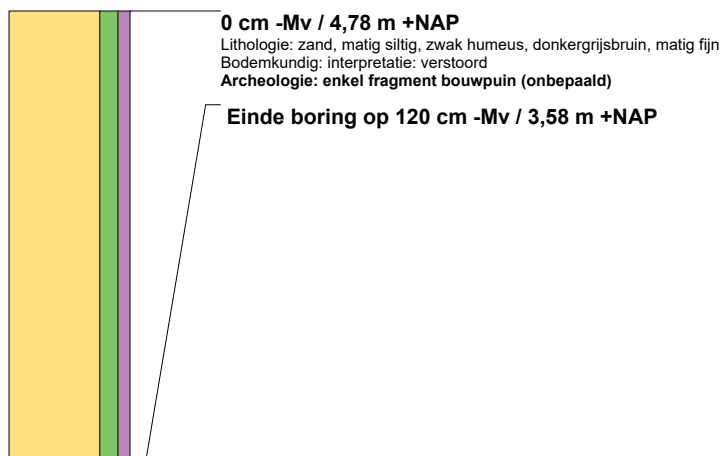 0 cm -Mv / 4,78 m +NAP
Lithologie: zand, matig siltig, zwak humeus, donkergrijsbruin, matig fijn
Bodemkundig: interpretatie: verstoord
Archeologie: enkel fragment bouwpuin (onbepaald)
Einde boring op 120 cm -Mv / 3,58 m +NAP